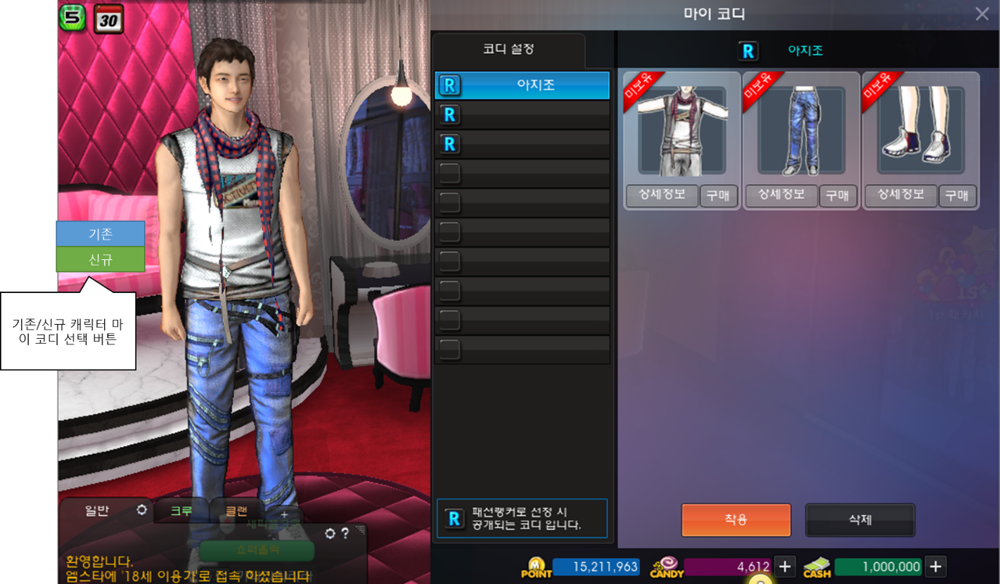 5
30
마이 코디
코디 설정
R
아지조
R
아지조
R
R
미보유
미보유
미보유
상세정보
구매
상세정보
구매
상세정보
구매
기존
신규
기존/신규 캐릭터 마
이 코디 선택 버튼
R
패션랭커로 선정 시
공개되는 코디 입니다.
착용
삭제
일반
크루
클랜
+
?
쇼퍼홀릭
환영합니다.
엠스타에 '18세 이용가'로 접속 하셨습니다
M
POINT
15,211,963
CANDY
4,612
+
CASH
1,000,000
+